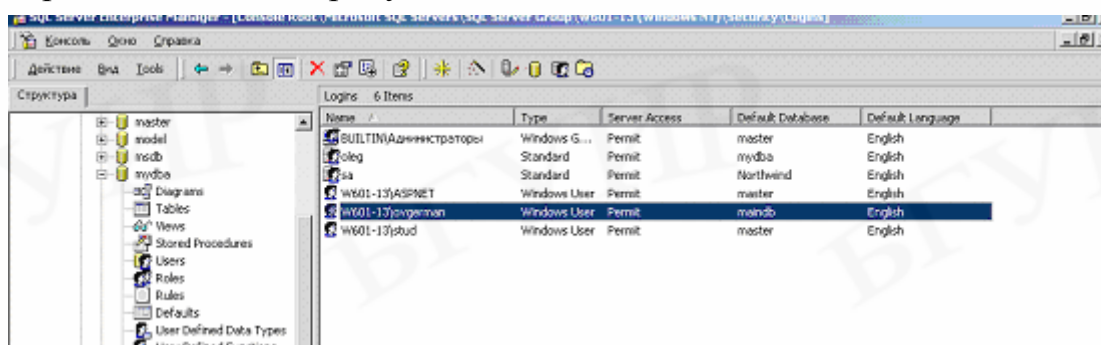 SQL Server Enterprise Manager - [Console Root\Microsoft SQL Servers\SQL Server Group\W601-13 (Windows NT)\Security\Logins]
Консоль Окно Справка
Действие Вид Tools
Структура
Logins 6 Items
Name Type Server Access Default Database Default Language
BUILTIN\Администраторы Windows G... Permit master English
oleg Standard Permit mydba English
sa Standard Permit Northwind English
W601-13\ASPNET Windows User Permit master English
W601-13\ovgerman Windows User Permit maindb English
W601-13\stud Windows User Permit master English
master
model
msdb
mydba
Diagrams
Tables
Views
Stored Procedures
Users
Roles
Rules
Defaults
User Defined Data Types
User Defined Functions